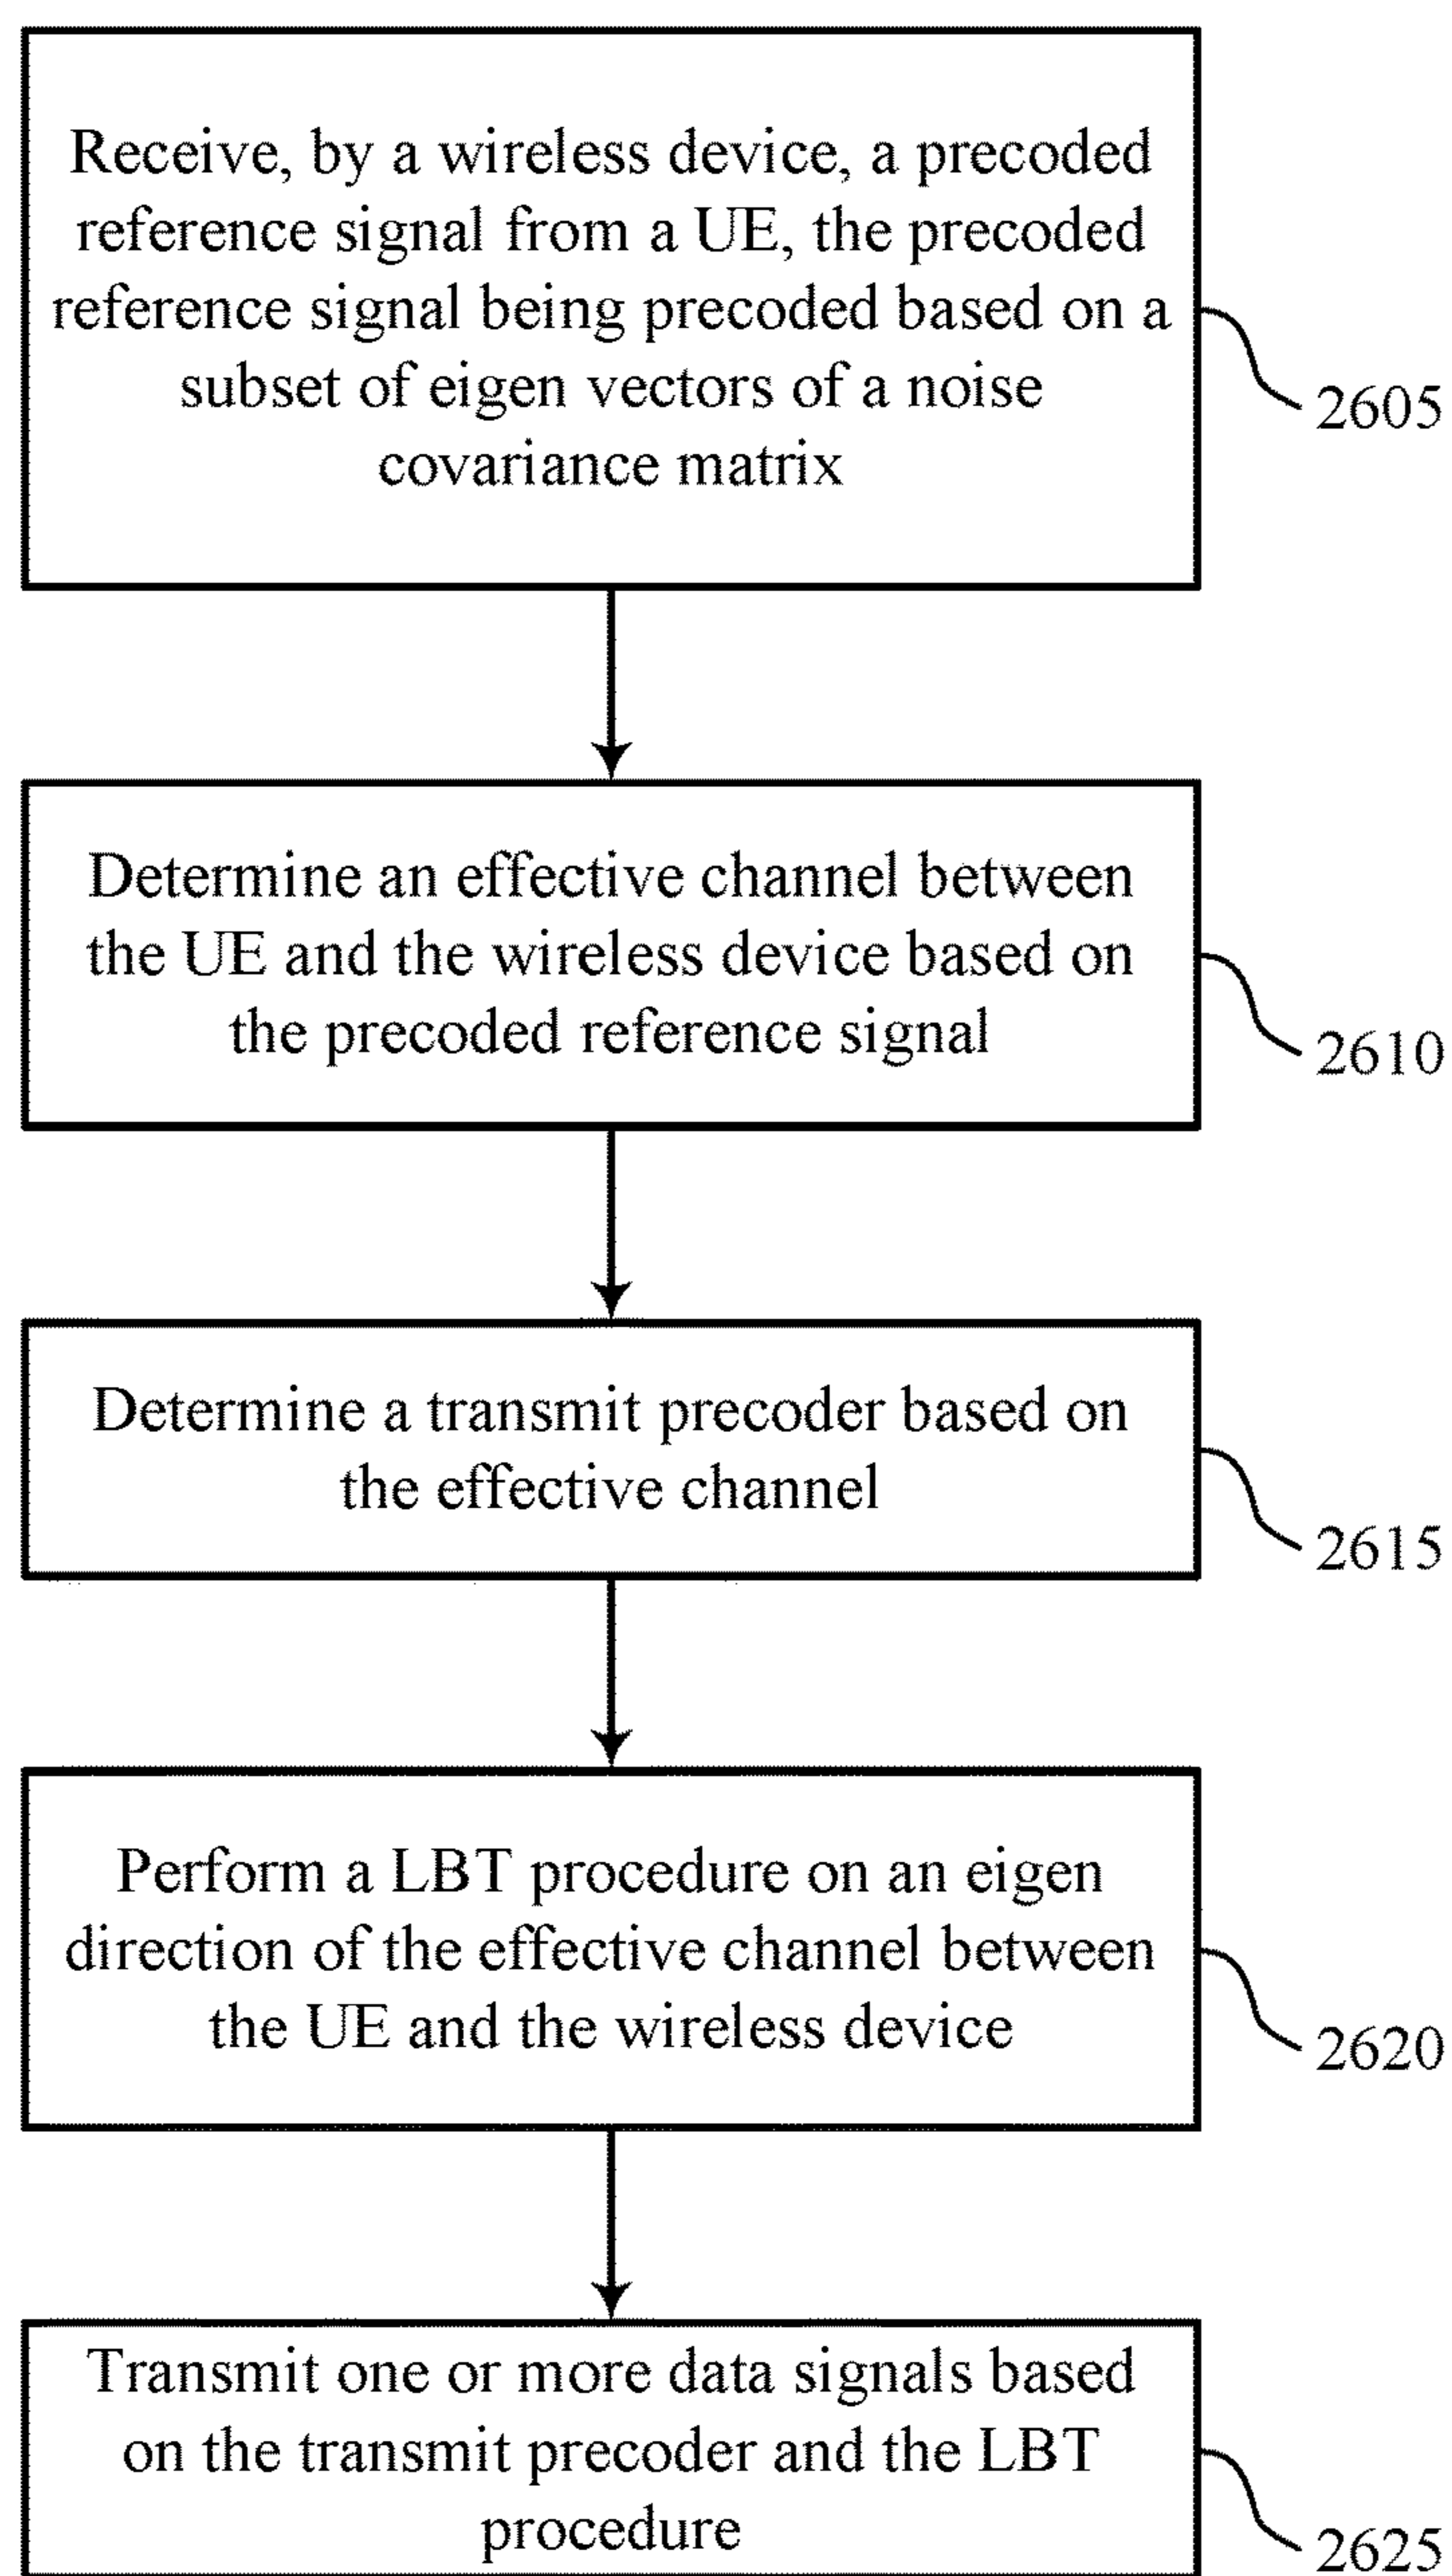 Receive, by a wireless device, a precoded
reference signal from a UE, the precoded
reference signal being precoded based on a
subset of eigen vectors of a noise
covariance matrix
2605
Determine an effective channel between
the UE and the wireless device based on
the precoded reference signal
2610
Determine a transmit precoder based on
the effective channel
2615
Perform a LBT procedure on an eigen
direction of the effective channel between
the UE and the wireless device
2620
Transmit one or more data signals based
on the transmit precoder and the LBT
procedure
2625